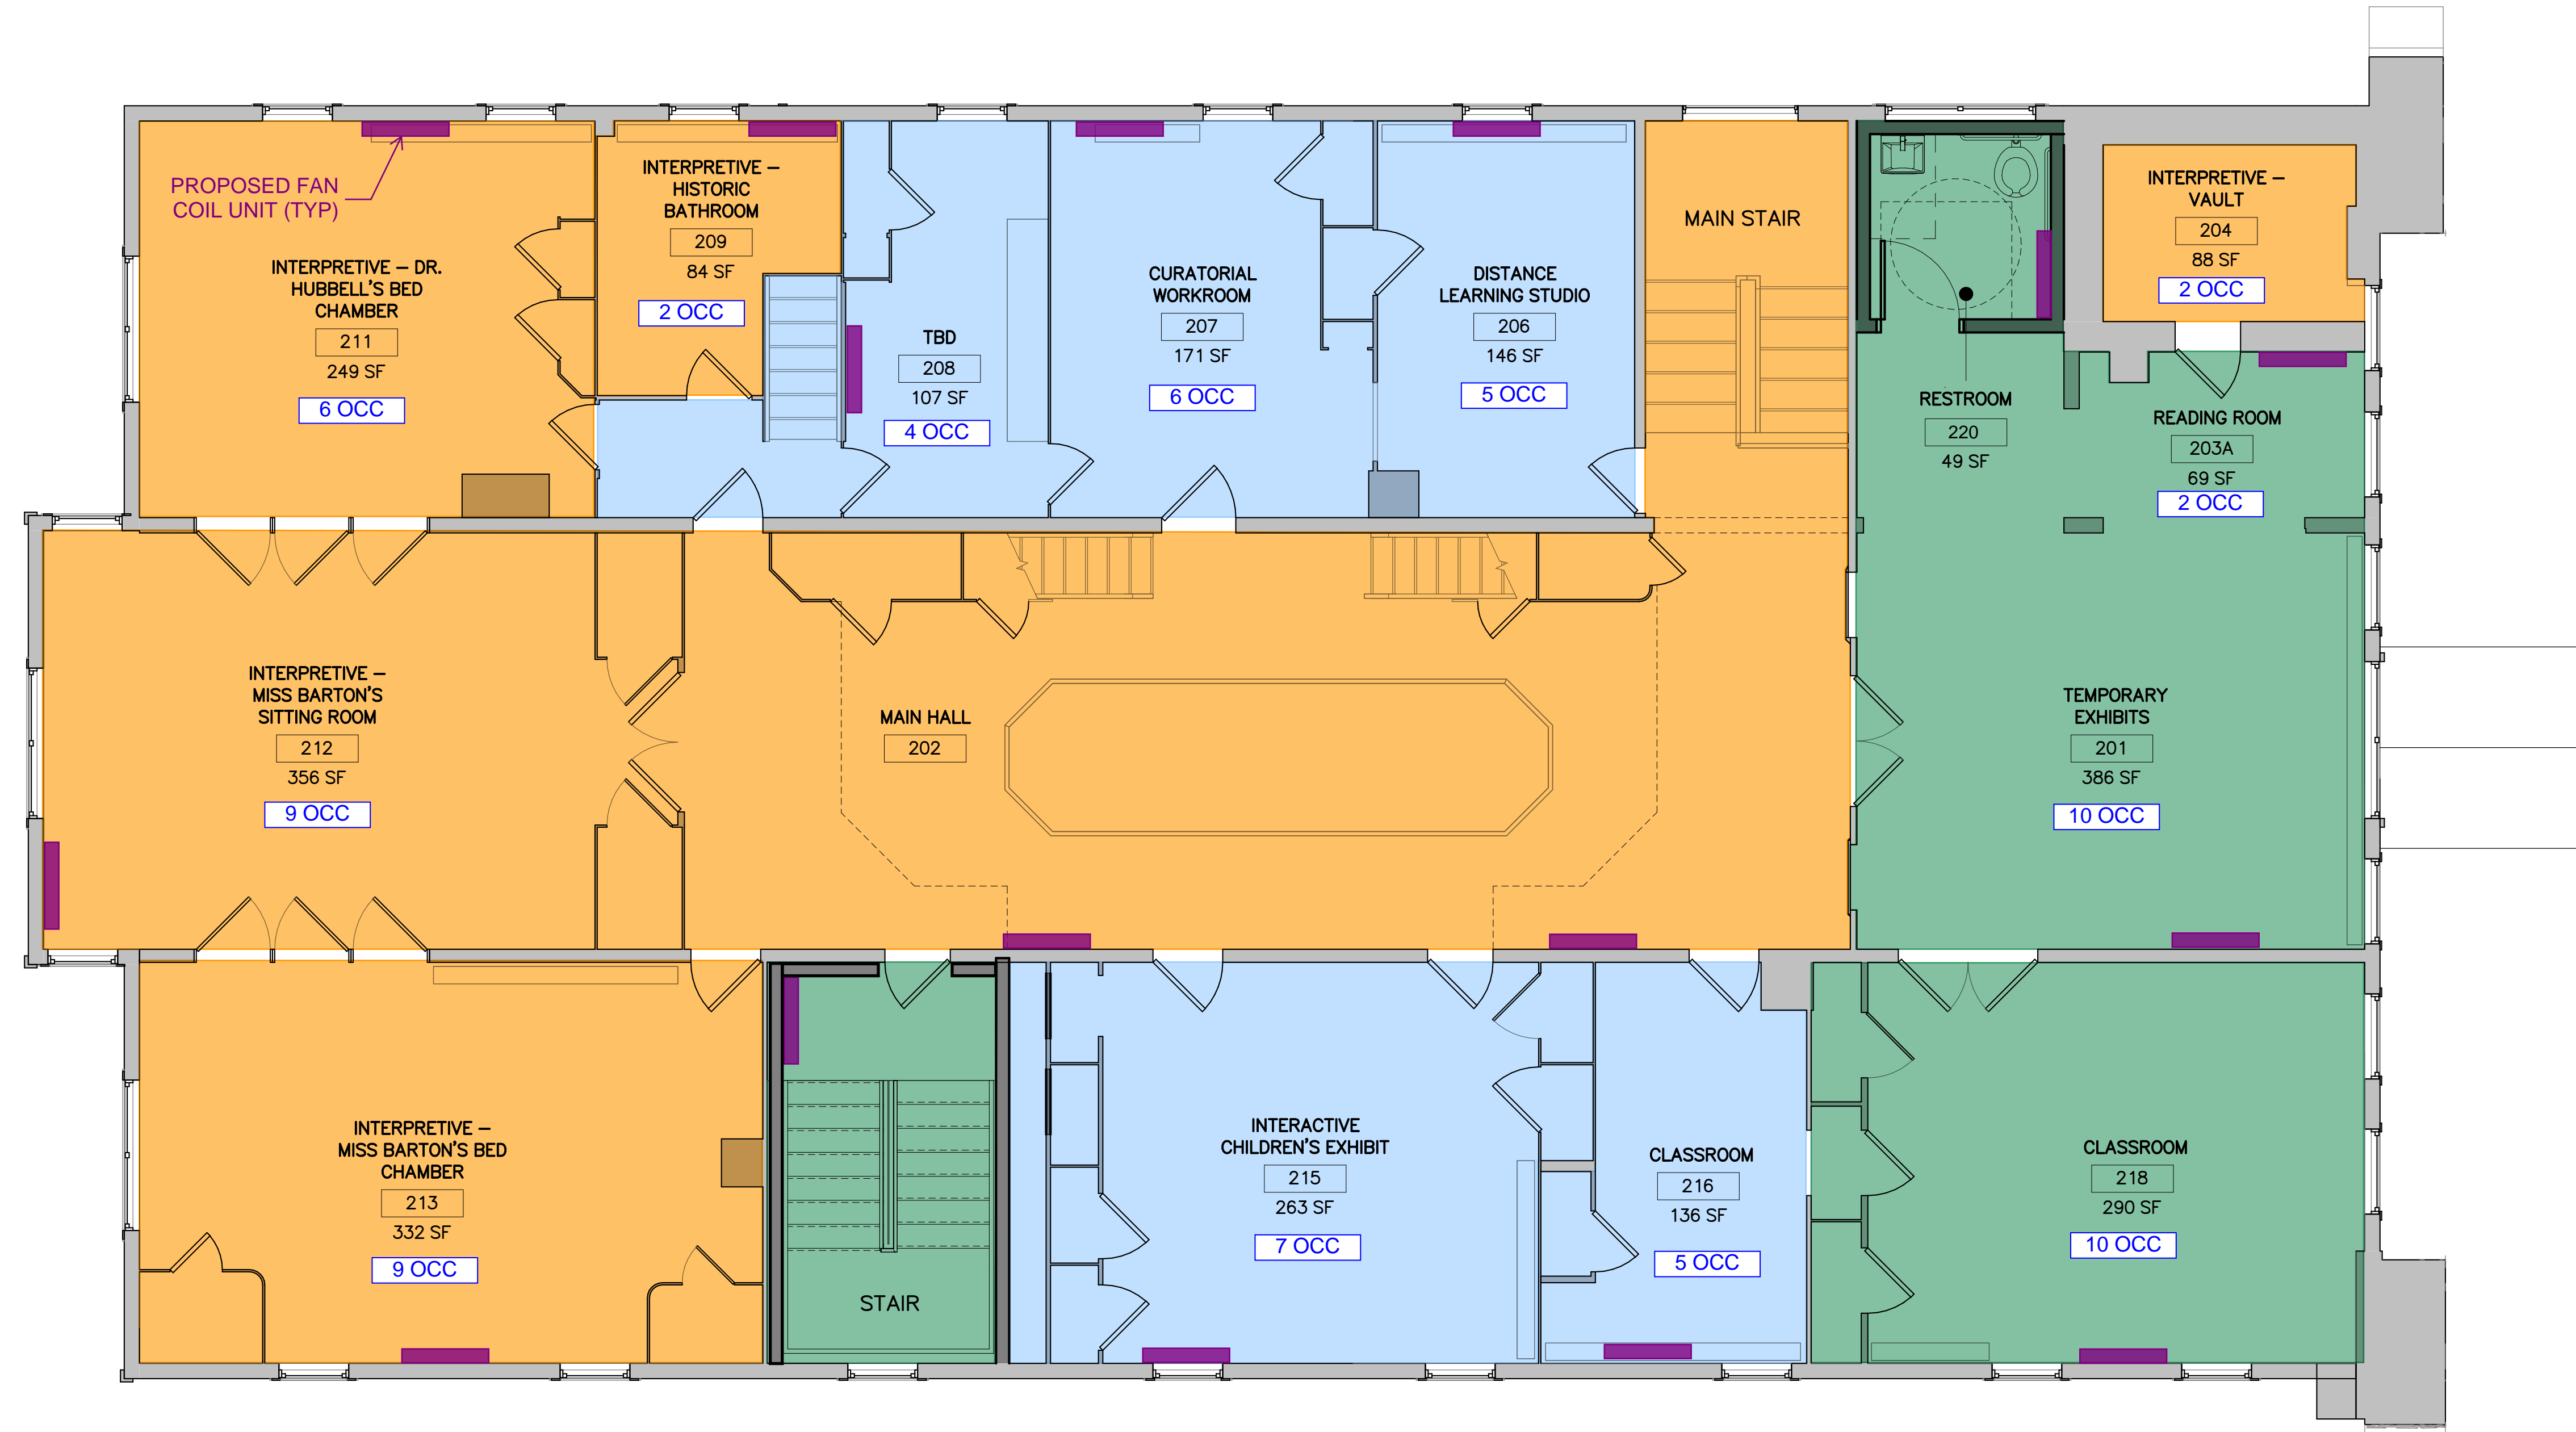 PROPOSED FAN
COIL UNIT (TYP)
INTERPRETIVE – DR.
HUBBELL'S BED
CHAMBER
211
249 SF
6 OCC
INTERPRETIVE –
HISTORIC
BATHROOM
209
84 SF
2 OCC
TBD
208
107 SF
4 OCC
CURATORIAL
WORKROOM
207
171 SF
6 OCC
DISTANCE
LEARNING STUDIO
206
146 SF
5 OCC
MAIN STAIR
RESTROOM
220
49 SF
INTERPRETIVE –
VAULT
204
88 SF
2 OCC
READING ROOM
203A
69 SF
2 OCC
INTERPRETIVE –
MISS BARTON'S
SITTING ROOM
212
356 SF
9 OCC
MAIN HALL
202
TEMPORARY
EXHIBITS
201
386 SF
10 OCC
INTERPRETIVE –
MISS BARTON'S BED
CHAMBER
213
332 SF
9 OCC
STAIR
INTERACTIVE
CHILDREN'S EXHIBIT
215
263 SF
7 OCC
CLASSROOM
216
136 SF
5 OCC
CLASSROOM
218
290 SF
10 OCC